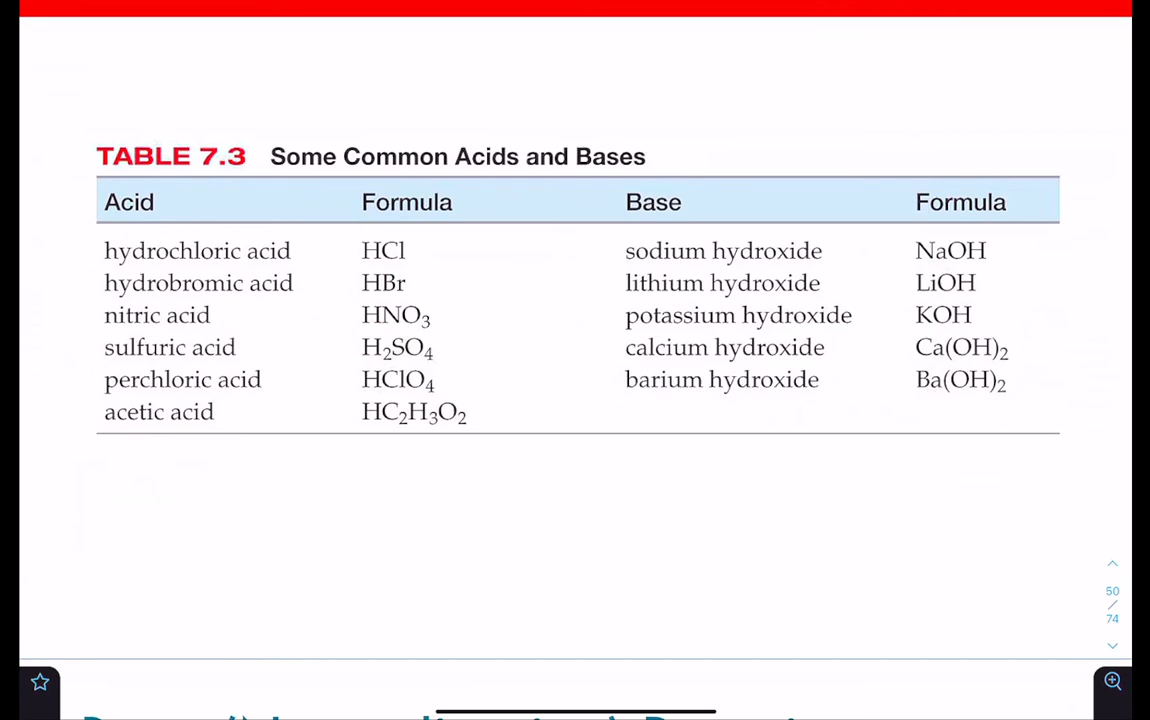 TABLE 7.3 Some Common Acids and Bases
Acid Formula Base Formula
hydrochloric acid HCl sodium hydroxide NaOH
hydrobromic acid HBr lithium hydroxide LiOH
nitric acid HNO₃ potassium hydroxide KOH
sulfuric acid H₂SO₄ calcium hydroxide Ca(OH)₂
perchloric acid HClO₄ barium hydroxide Ba(OH)₂
acetic acid HC₂H₃O₂
50
/
74